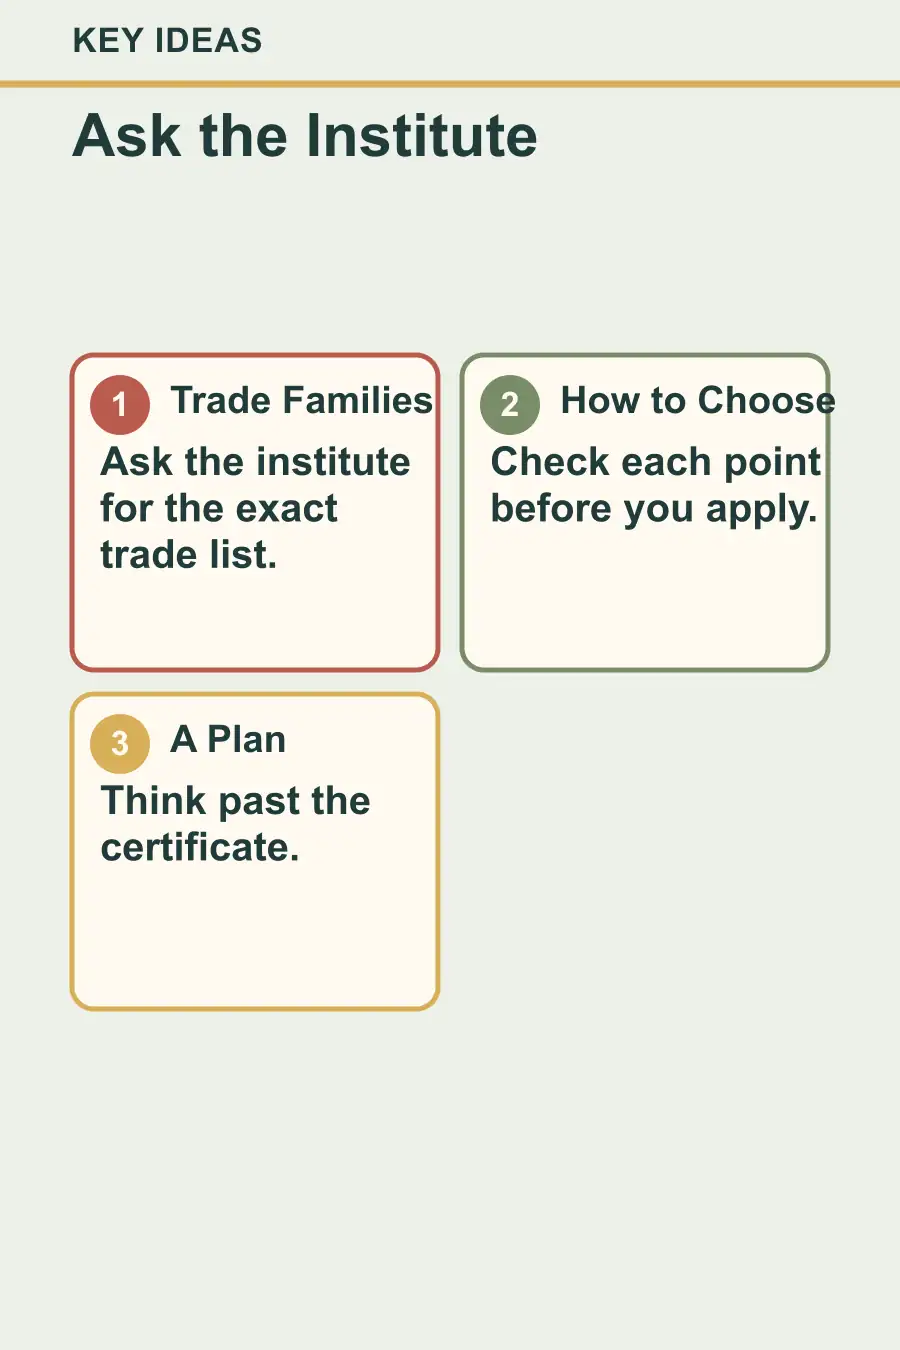 KEY IDEAS
Ask the Institute
1
Trade Families
Ask the institute
for the exact
trade list.
2
How to Choose
Check each point
before you apply.
3
A Plan
Think past the
certificate.